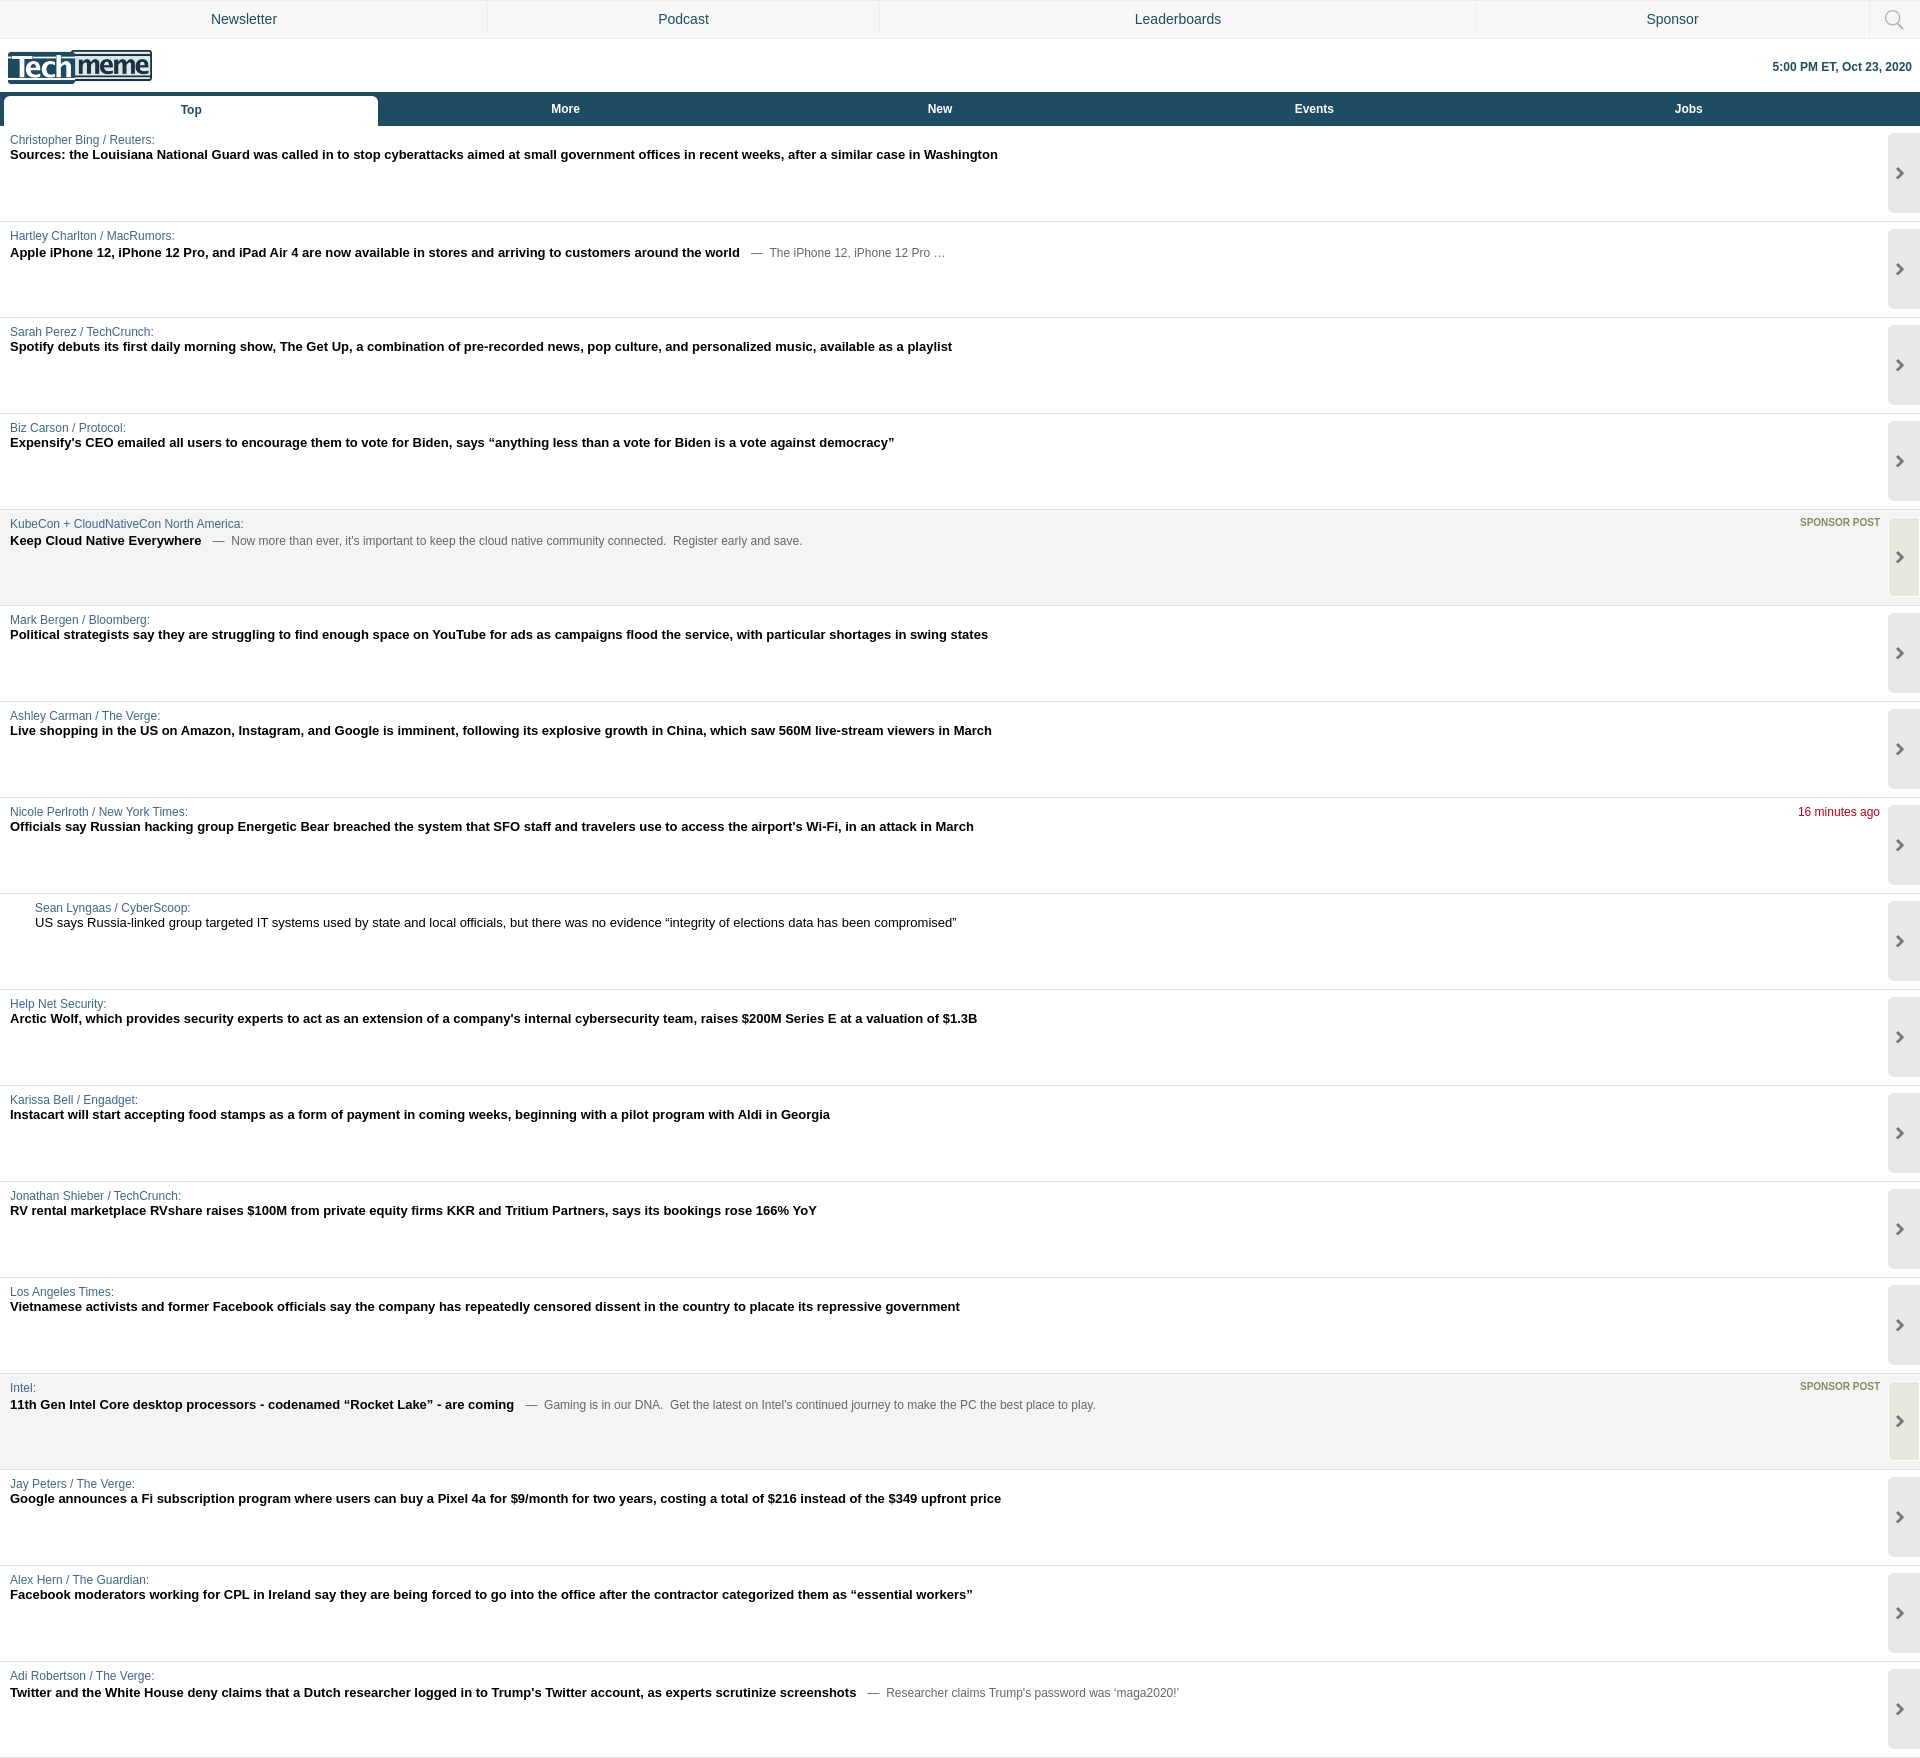 Newsletter
Podcast
Leaderboards
Sponsor
Techmeme
5:00 PM ET, Oct 23, 2020
Top
More
New
Events
Jobs
Christopher Bing / Reuters:
Sources: the Louisiana National Guard was called in to stop cyberattacks aimed at small government offices in recent weeks, after a similar case in Washington
Hartley Charlton / MacRumors:
Apple iPhone 12, iPhone 12 Pro, and iPad Air 4 are now available in stores and arriving to customers around the world — The iPhone 12, iPhone 12 Pro …
Sarah Perez / TechCrunch:
Spotify debuts its first daily morning show, The Get Up, a combination of pre-recorded news, pop culture, and personalized music, available as a playlist
Biz Carson / Protocol:
Expensify's CEO emailed all users to encourage them to vote for Biden, says “anything less than a vote for Biden is a vote against democracy”
KubeCon + CloudNativeCon North America:
SPONSOR POST
Keep Cloud Native Everywhere — Now more than ever, it's important to keep the cloud native community connected. Register early and save.
Mark Bergen / Bloomberg:
Political strategists say they are struggling to find enough space on YouTube for ads as campaigns flood the service, with particular shortages in swing states
Ashley Carman / The Verge:
Live shopping in the US on Amazon, Instagram, and Google is imminent, following its explosive growth in China, which saw 560M live-stream viewers in March
Nicole Perlroth / New York Times:
16 minutes ago
Officials say Russian hacking group Energetic Bear breached the system that SFO staff and travelers use to access the airport's Wi-Fi, in an attack in March
Sean Lyngaas / CyberScoop:
US says Russia-linked group targeted IT systems used by state and local officials, but there was no evidence “integrity of elections data has been compromised”
Help Net Security:
Arctic Wolf, which provides security experts to act as an extension of a company's internal cybersecurity team, raises $200M Series E at a valuation of $1.3B
Karissa Bell / Engadget:
Instacart will start accepting food stamps as a form of payment in coming weeks, beginning with a pilot program with Aldi in Georgia
Jonathan Shieber / TechCrunch:
RV rental marketplace RVshare raises $100M from private equity firms KKR and Tritium Partners, says its bookings rose 166% YoY
Los Angeles Times:
Vietnamese activists and former Facebook officials say the company has repeatedly censored dissent in the country to placate its repressive government
Intel:
SPONSOR POST
11th Gen Intel Core desktop processors - codenamed “Rocket Lake” - are coming — Gaming is in our DNA. Get the latest on Intel's continued journey to make the PC the best place to play.
Jay Peters / The Verge:
Google announces a Fi subscription program where users can buy a Pixel 4a for $9/month for two years, costing a total of $216 instead of the $349 upfront price
Alex Hern / The Guardian:
Facebook moderators working for CPL in Ireland say they are being forced to go into the office after the contractor categorized them as “essential workers”
Adi Robertson / The Verge:
Twitter and the White House deny claims that a Dutch researcher logged in to Trump's Twitter account, as experts scrutinize screenshots — Researcher claims Trump's password was ‘maga2020!’